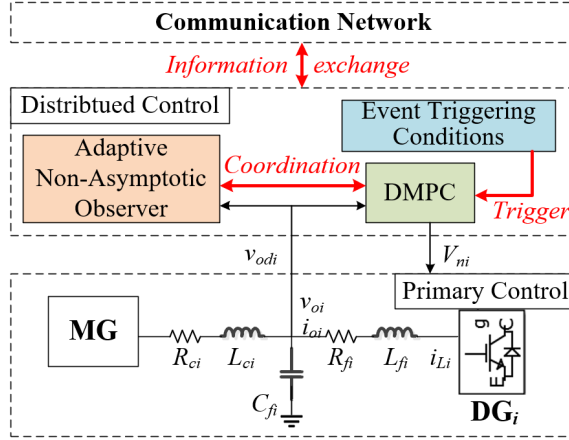 Communication Network
Information exchange
Distribtued Control
Event Triggering
Conditions
Adaptive
Non-Asymptotic
Observer
Coordination
DMPC
Trigger
v_odi
V_ni
Primary Control
MG
v_oi
i_oi
R_ci
L_ci
R_fi
L_fi
i_Li
g
C
E
C_fi
DG_i